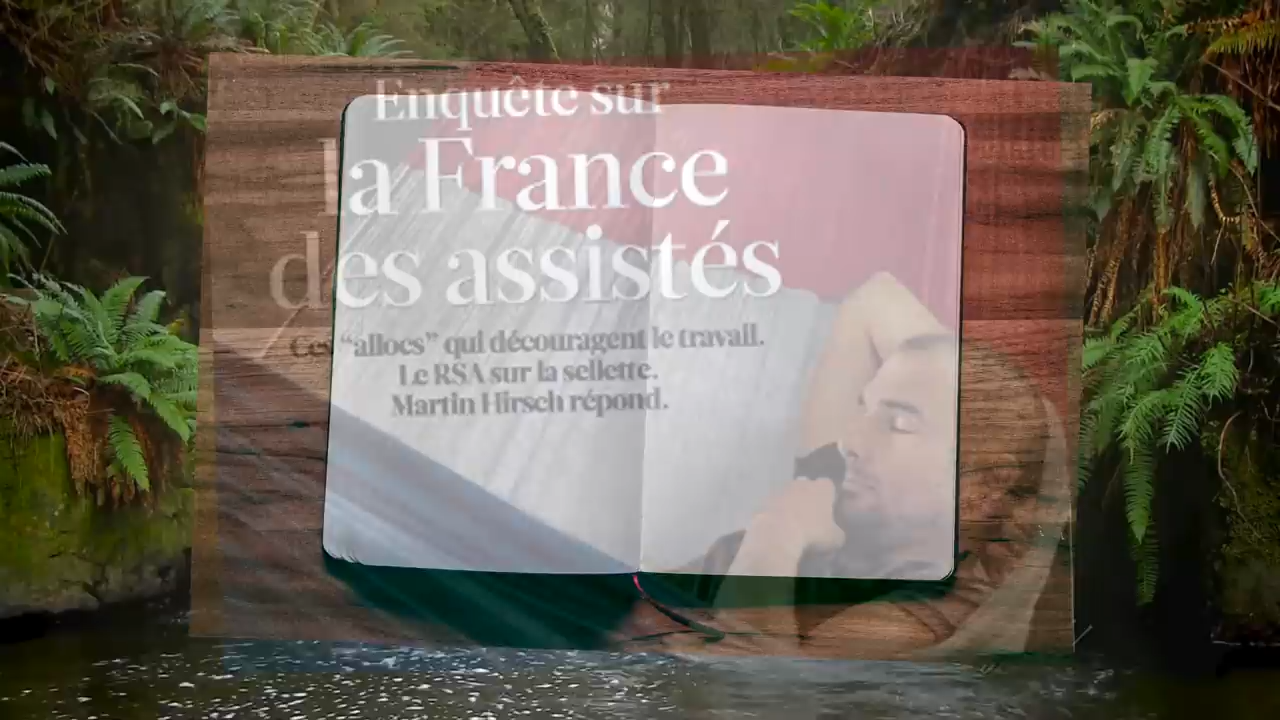 Enquête sur
la France
des assistés
Ces “allocs” qui découragent le travail.
Le RSA sur la sellette.
Martin Hirsch répond.